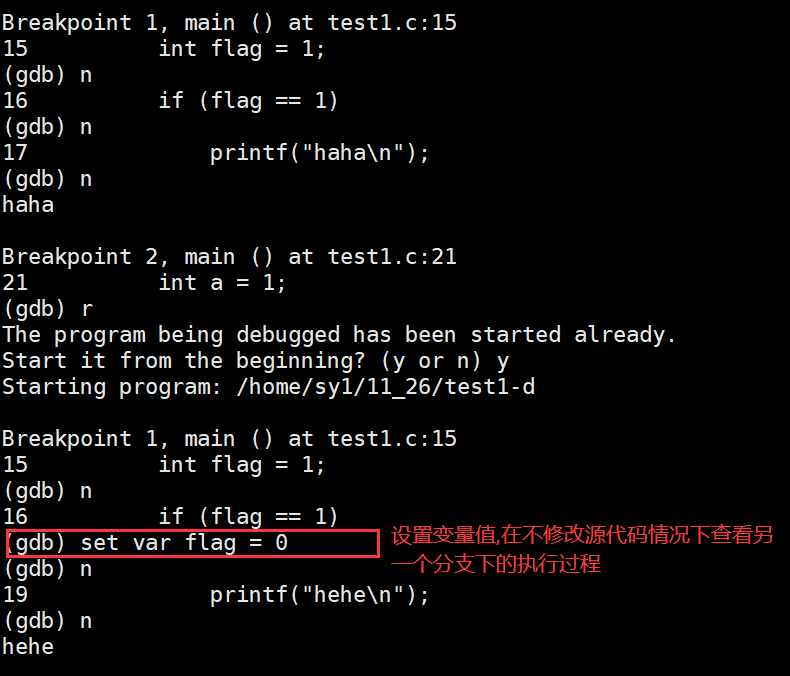 Breakpoint 1, main () at test1.c:15
15          int flag = 1;
(gdb) n
16          if (flag == 1)
(gdb) n
17              printf("haha\n");
(gdb) n
haha

Breakpoint 2, main () at test1.c:21
21          int a = 1;
(gdb) r
The program being debugged has been started already.
Start it from the beginning? (y or n) y
Starting program: /home/sy1/11_26/test1-d

Breakpoint 1, main () at test1.c:15
15          int flag = 1;
(gdb) n
16          if (flag == 1)
(gdb) set var flag = 0
设置变量值,在不修改源代码情况下查看另
一个分支下的执行过程
(gdb) n
19              printf("hehe\n");
(gdb) n
hehe